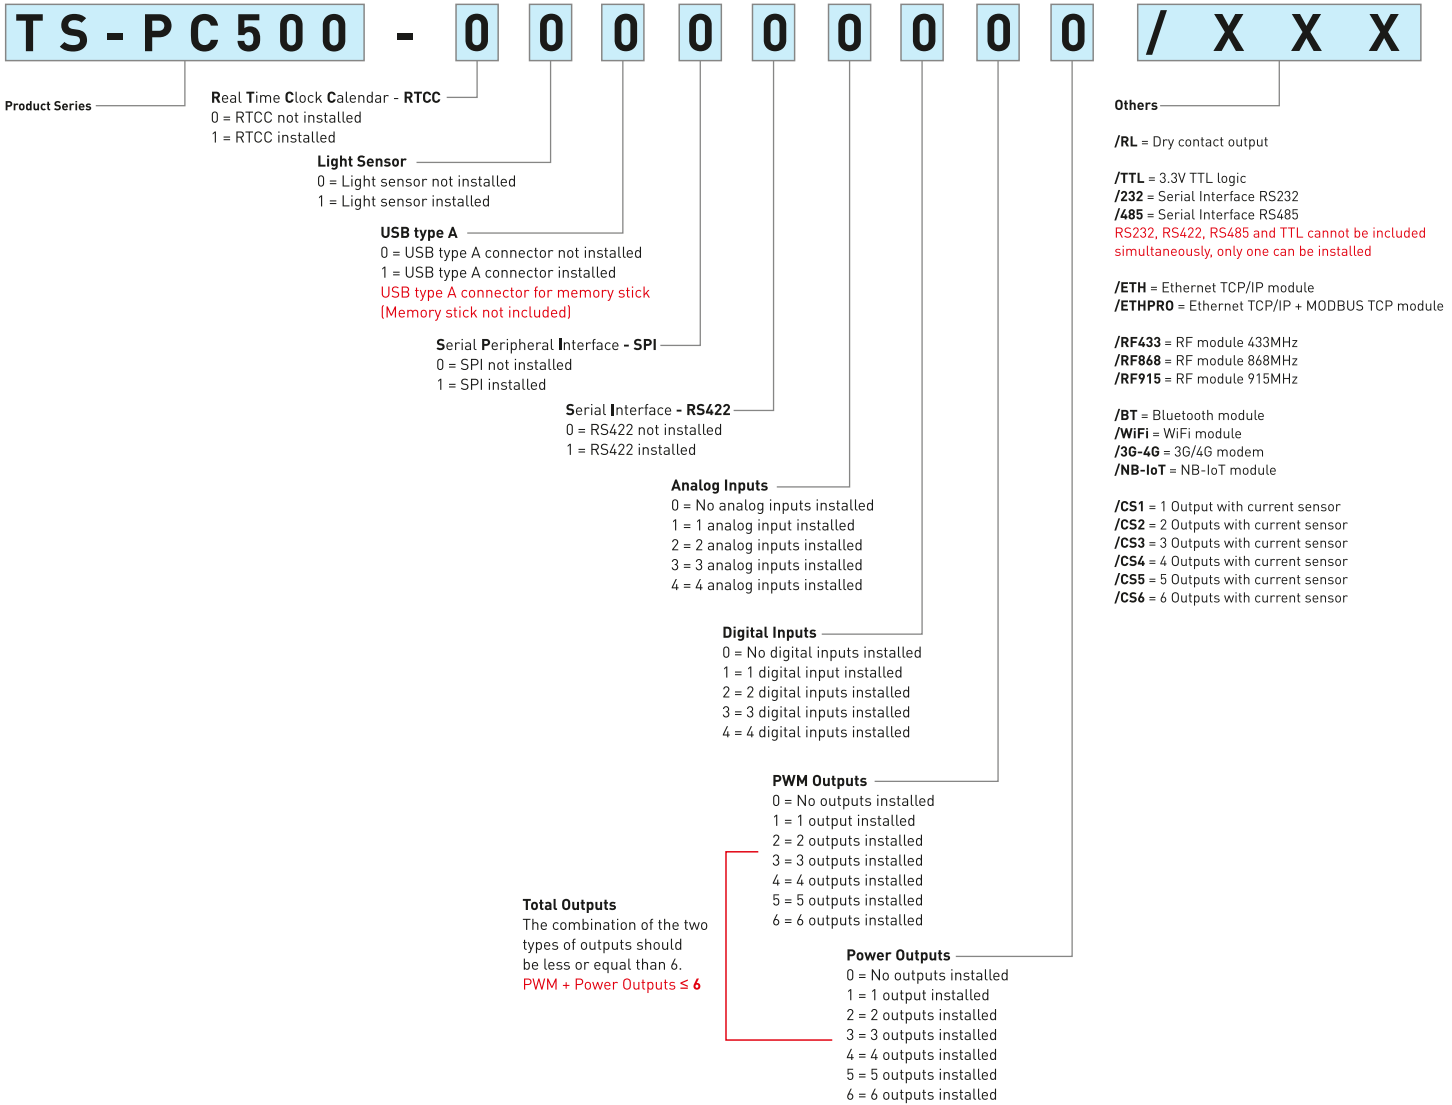 TS-PC500 - 0 0 0 0 0 0 0 0 0 / X X X
Product Series
Real Time Clock Calendar - RTCC
0 = RTCC not installed
1 = RTCC installed
Light Sensor
0 = Light sensor not installed
1 = Light sensor installed
USB type A
0 = USB type A connector not installed
1 = USB type A connector installed
USB type A connector for memory stick
(Memory stick not included)
Serial Peripheral Interface - SPI
0 = SPI not installed
1 = SPI installed
Serial Interface - RS422
0 = RS422 not installed
1 = RS422 installed
Analog Inputs
0 = No analog inputs installed
1 = 1 analog input installed
2 = 2 analog inputs installed
3 = 3 analog inputs installed
4 = 4 analog inputs installed
Digital Inputs
0 = No digital inputs installed
1 = 1 digital input installed
2 = 2 digital inputs installed
3 = 3 digital inputs installed
4 = 4 digital inputs installed
PWM Outputs
0 = No outputs installed
1 = 1 output installed
2 = 2 outputs installed
3 = 3 outputs installed
4 = 4 outputs installed
5 = 5 outputs installed
6 = 6 outputs installed
Total Outputs
The combination of the two
types of outputs should
be less or equal than 6.
PWM + Power Outputs ≤ 6
Power Outputs
0 = No outputs installed
1 = 1 output installed
2 = 2 outputs installed
3 = 3 outputs installed
4 = 4 outputs installed
5 = 5 outputs installed
6 = 6 outputs installed
Others
/RL = Dry contact output
/TTL = 3.3V TTL logic
/232 = Serial Interface RS232
/485 = Serial Interface RS485
RS232, RS422, RS485 and TTL cannot be included
simultaneously, only one can be installed
/ETH = Ethernet TCP/IP module
/ETHPRO = Ethernet TCP/IP + MODBUS TCP module
/RF433 = RF module 433MHz
/RF868 = RF module 868MHz
/RF915 = RF module 915MHz
/BT = Bluetooth module
/WiFi = WiFi module
/3G-4G = 3G/4G modem
/NB-IoT = NB-IoT module
/CS1 = 1 Output with current sensor
/CS2 = 2 Outputs with current sensor
/CS3 = 3 Outputs with current sensor
/CS4 = 4 Outputs with current sensor
/CS5 = 5 Outputs with current sensor
/CS6 = 6 Outputs with current sensor